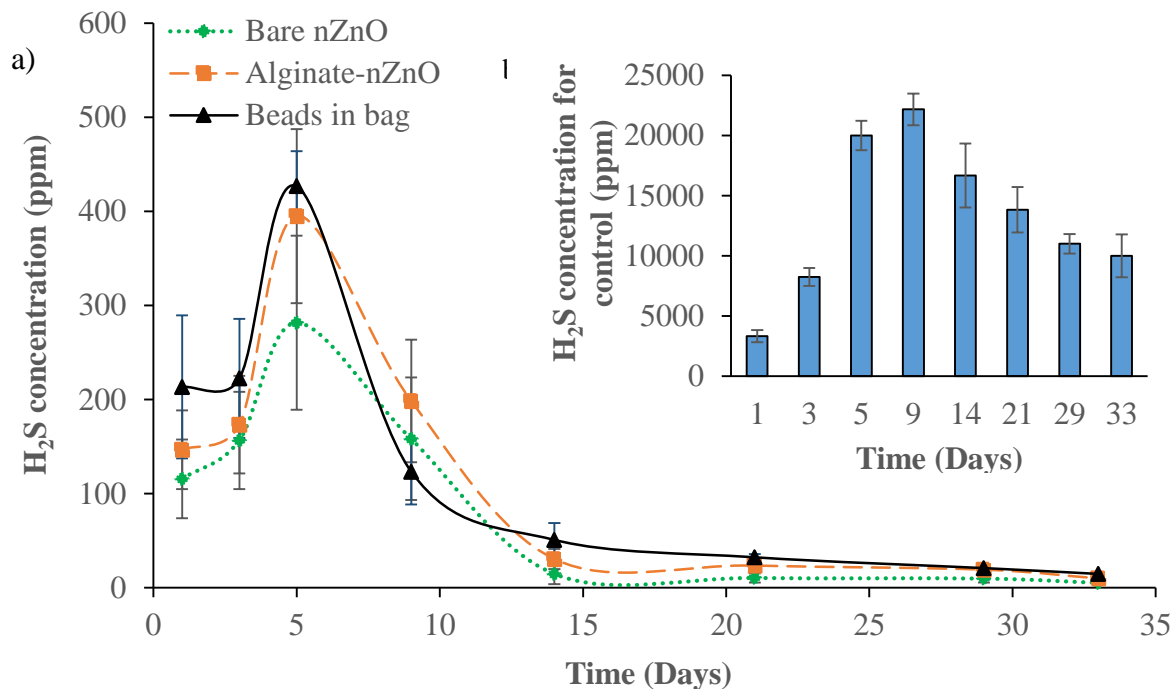 a)
H₂S concentration (ppm)
600
500
400
300
200
100
0
0 5 10 15 20 25 30 35
Time (Days)
Bare nZnO
Alginate-nZnO
Beads in bag
H₂S concentration for
control (ppm)
25000
20000
15000
10000
5000
0
1 3 5 9 14 21 29 33
Time (Days)